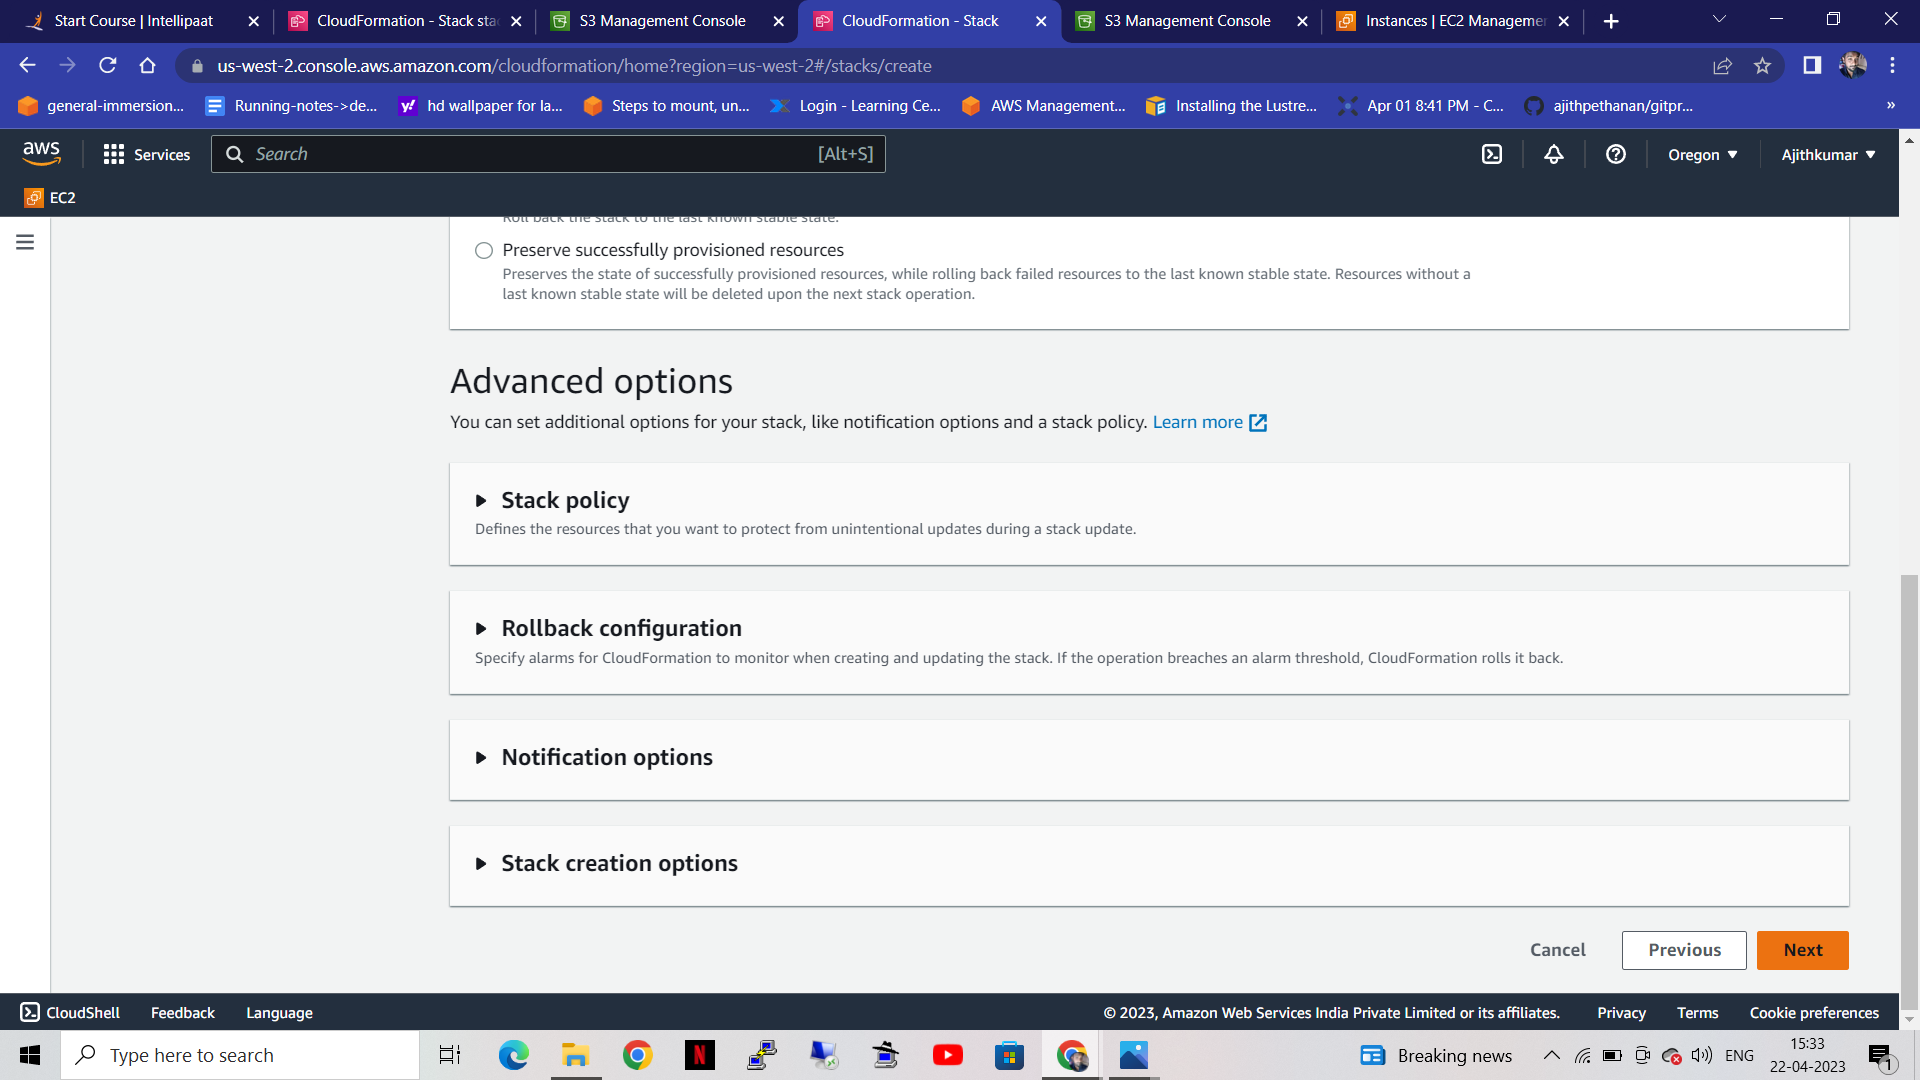 Start Course | Intellipaat
CloudFormation - Stack sta
S3 Management Console
CloudFormation - Stack
S3 Management Console
Instances | EC2 Managemen
us-west-2.console.aws.amazon.com/cloudformation/home?region=us-west-2#/stacks/create
general-immersion...
Running-notes->de...
hd wallpaper for la...
Steps to mount, un...
Login - Learning Ce...
AWS Management...
Installing the Lustre...
Apr 01 8:41 PM - C...
ajithpethanan/gitpr...
»
aws
Services
Search
[Alt+S]
Oregon
Ajithkumar
EC2
Roll back the stack to the last known stable state.
Preserve successfully provisioned resources
Preserves the state of successfully provisioned resources, while rolling back failed resources to the last known stable state. Resources without a
last known stable state will be deleted upon the next stack operation.
Advanced options
You can set additional options for your stack, like notification options and a stack policy. Learn more
Stack policy
Defines the resources that you want to protect from unintentional updates during a stack update.
Rollback configuration
Specify alarms for CloudFormation to monitor when creating and updating the stack. If the operation breaches an alarm threshold, CloudFormation rolls it back.
Notification options
Stack creation options
Cancel
Previous
Next
CloudShell
Feedback
Language
© 2023, Amazon Web Services India Private Limited or its affiliates.
Privacy
Terms
Cookie preferences
Type here to search
N
Breaking news
ENG
15:33
22-04-2023
1